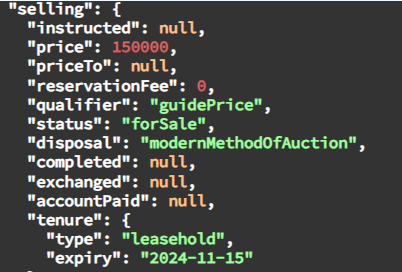 "selling": {
"instructed": null,
"price": 150000,
"priceTo": null,
"reservationFee": 0,
"qualifier": "guidePrice",
"status": "forSale",
"disposal": "modernMethodOfAuction",
"completed": null,
"exchanged": null,
"accountPaid": null,
"tenure": {
"type": "leasehold",
"expiry": "2024-11-15"